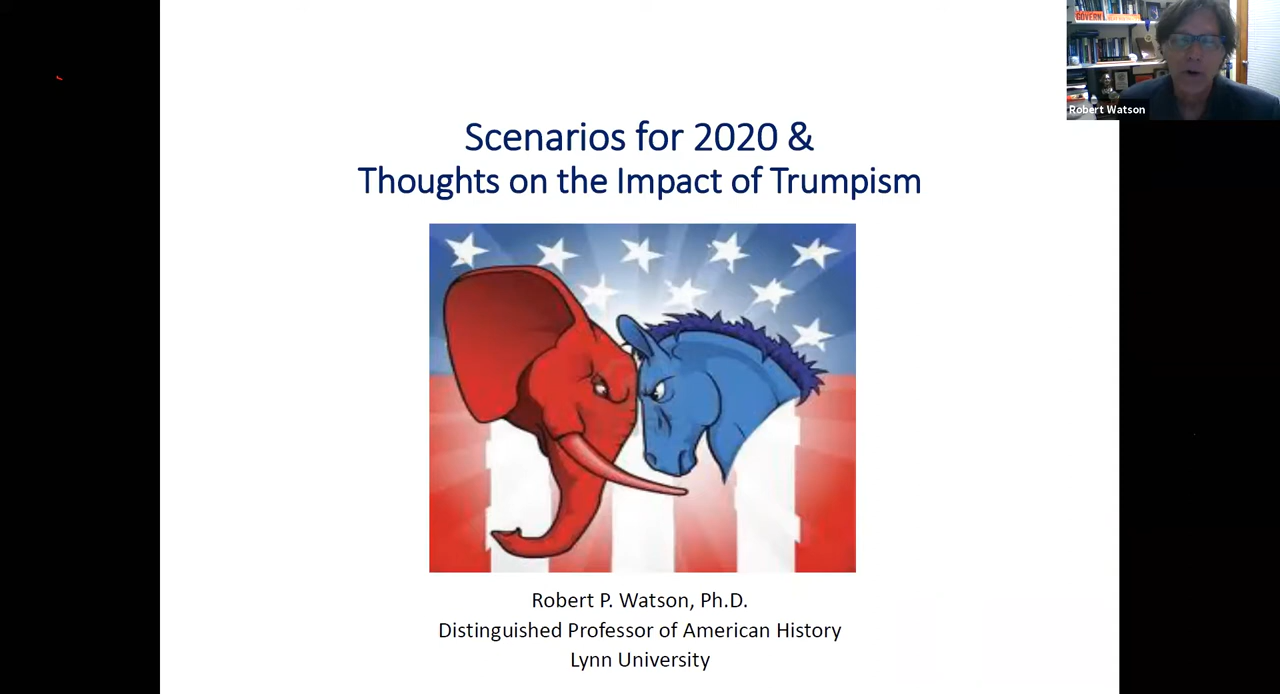 GOVERN
Robert Watson
Scenarios for 2020 &
Thoughts on the Impact of Trumpism
Robert P. Watson, Ph.D.
Distinguished Professor of American History
Lynn University